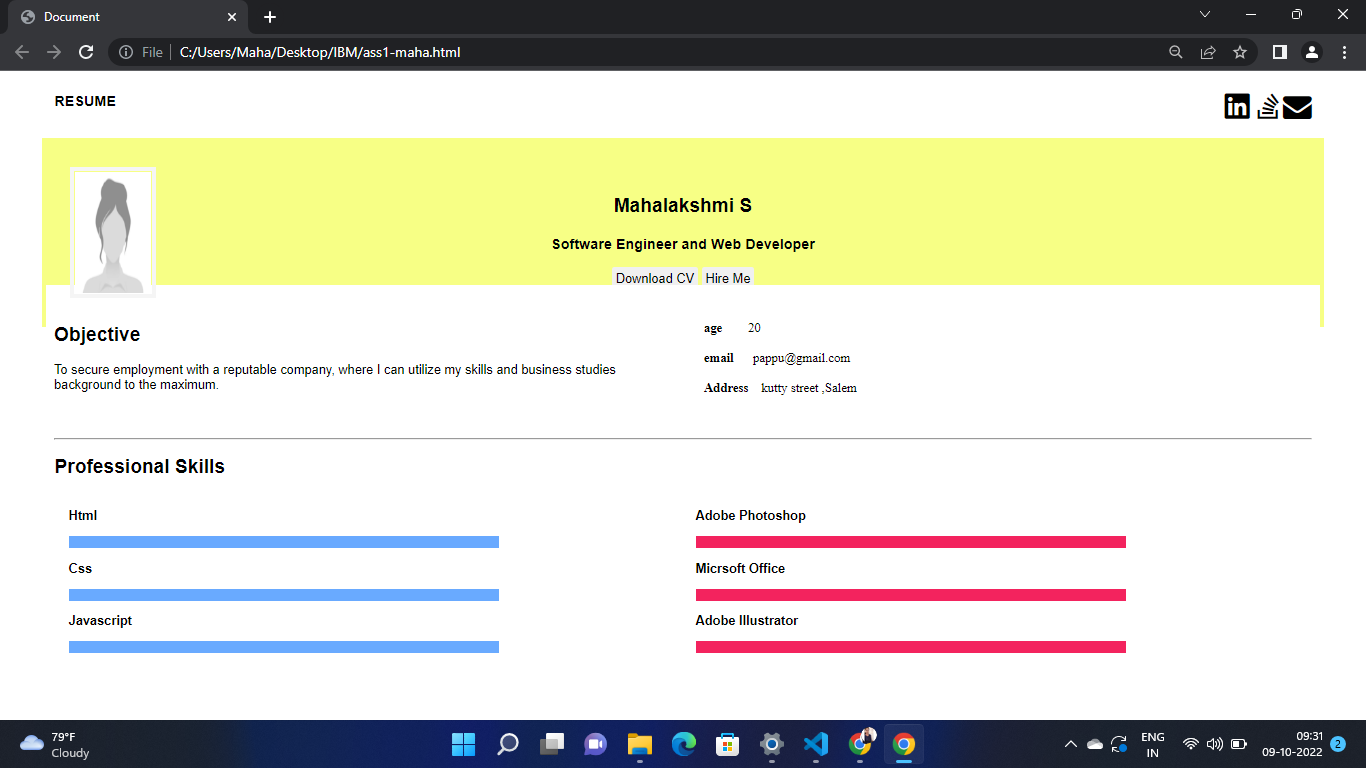 Document
File
C:/Users/Maha/Desktop/IBM/ass1-maha.html
RESUME
in
Mahalakshmi S
Software Engineer and Web Developer
Download CV Hire Me
Objective
To secure employment with a reputable company, where I can utilize my skills and business studies
background to the maximum.
age 20
email pappu@gmail.com
Address kutty street ,Salem
Professional Skills
Html
Css
Javascript
Adobe Photoshop
Micrsoft Office
Adobe Illustrator
79°F
Cloudy
ENG
IN
09:31
09-10-2022
2